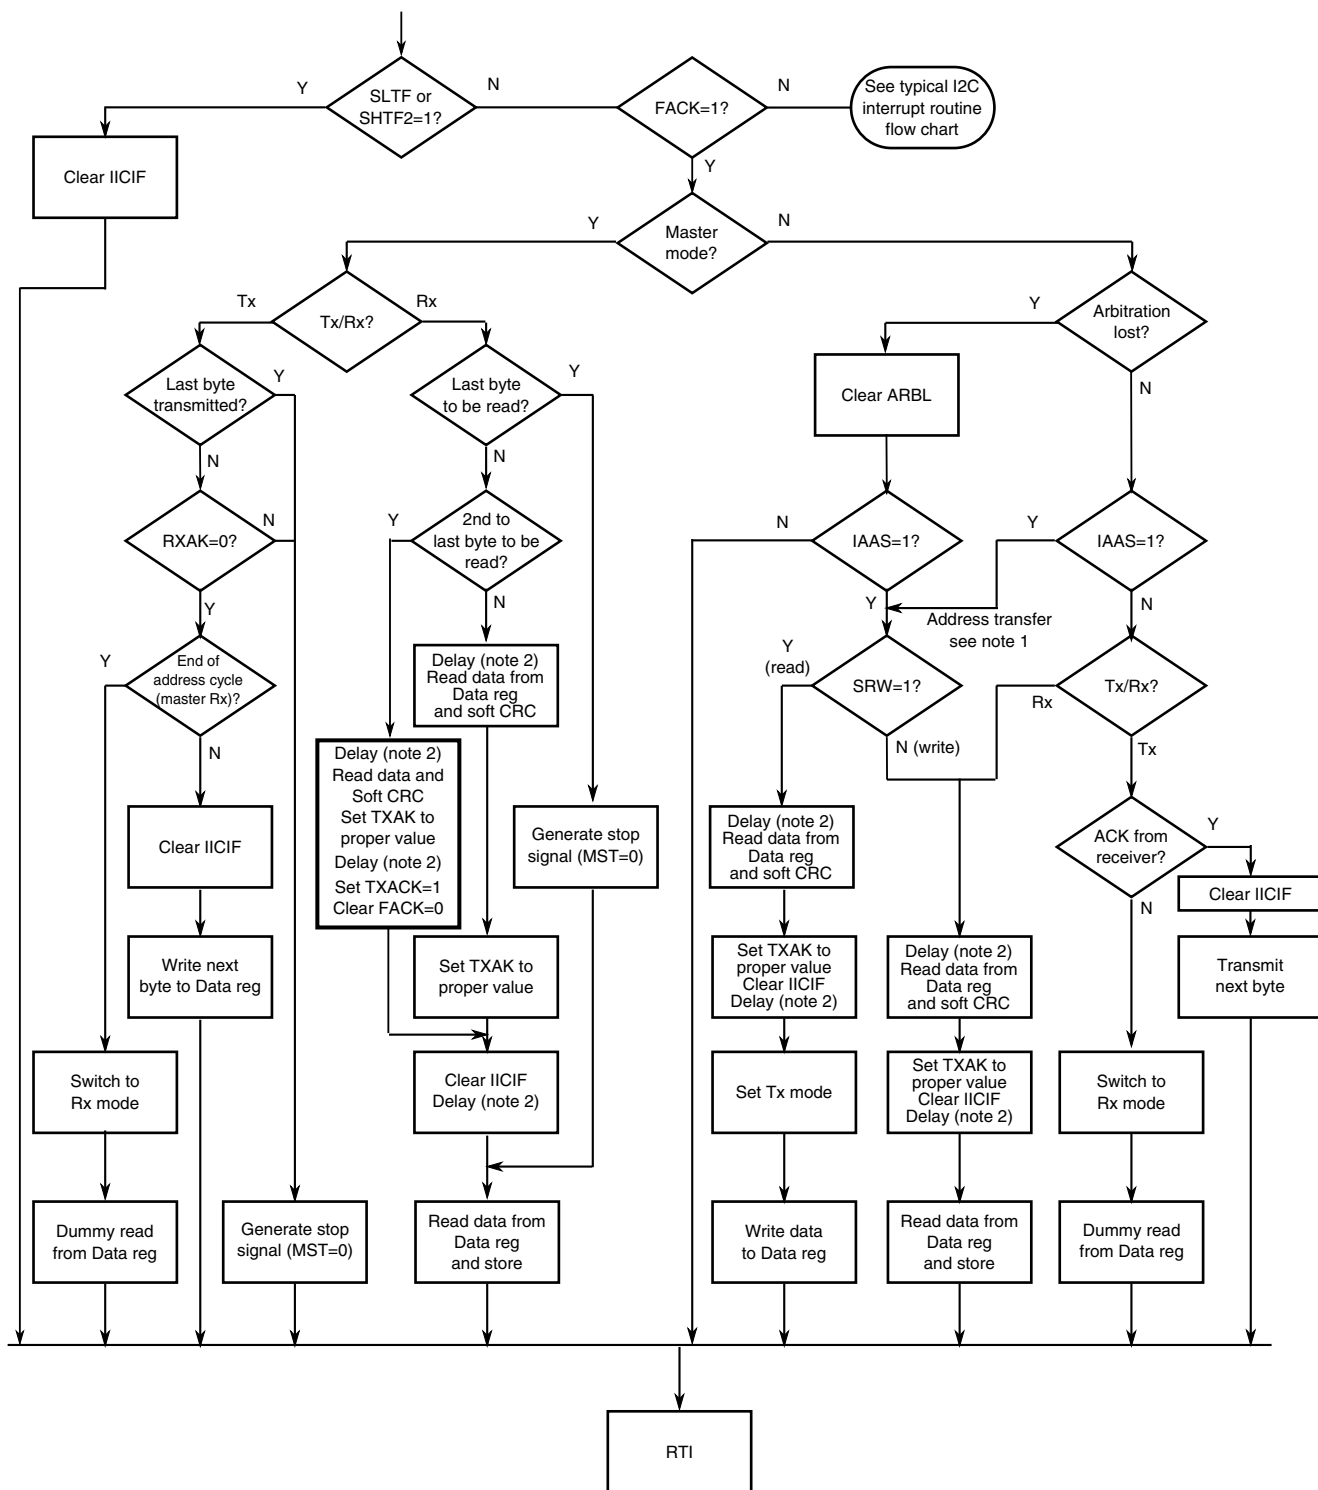 Y
SLTF or
SHTF2=1?
N
FACK=1?
N
See typical I2C
interrupt routine
flow chart
Clear IICIF
Y
Y
Master
mode?
N
Tx
Tx/Rx?
Rx
Y
Arbitration
lost?
Last byte
transmitted?
Y
Last byte
to be read?
Y
Clear ARBL
N
N
N
RXAK=0?
N
Y
2nd to
last byte to be
read?
N
IAAS=1?
Y
IAAS=1?
Y
N
Y
Address transfer
see note 1
N
Y
End of
address cycle
(master Rx)?
Delay (note 2)
Read data from
Data reg
and soft CRC
Y
(read)
SRW=1?
Rx
Tx/Rx?
N
N (write)
Tx
Delay (note 2)
Read data and
Soft CRC
Set TXAK to
proper value
Delay (note 2)
Set TXACK=1
Clear FACK=0
Clear IICIF
Generate stop
signal (MST=0)
Delay (note 2)
Read data from
Data reg
and soft CRC
ACK from
receiver?
Y
N
Clear IICIF
Write next
byte to Data reg
Set TXAK to
proper value
Set TXAK to
proper value
Clear IICIF
Delay (note 2)
Delay (note 2)
Read data from
Data reg
and soft CRC
Transmit
next byte
Switch to
Rx mode
Clear IICIF
Delay (note 2)
Set Tx mode
Set TXAK to
proper value
Clear IICIF
Delay (note 2)
Switch to
Rx mode
Dummy read
from Data reg
Generate stop
signal (MST=0)
Read data from
Data reg
and store
Write data
to Data reg
Read data from
Data reg
and store
Dummy read
from Data reg
RTI